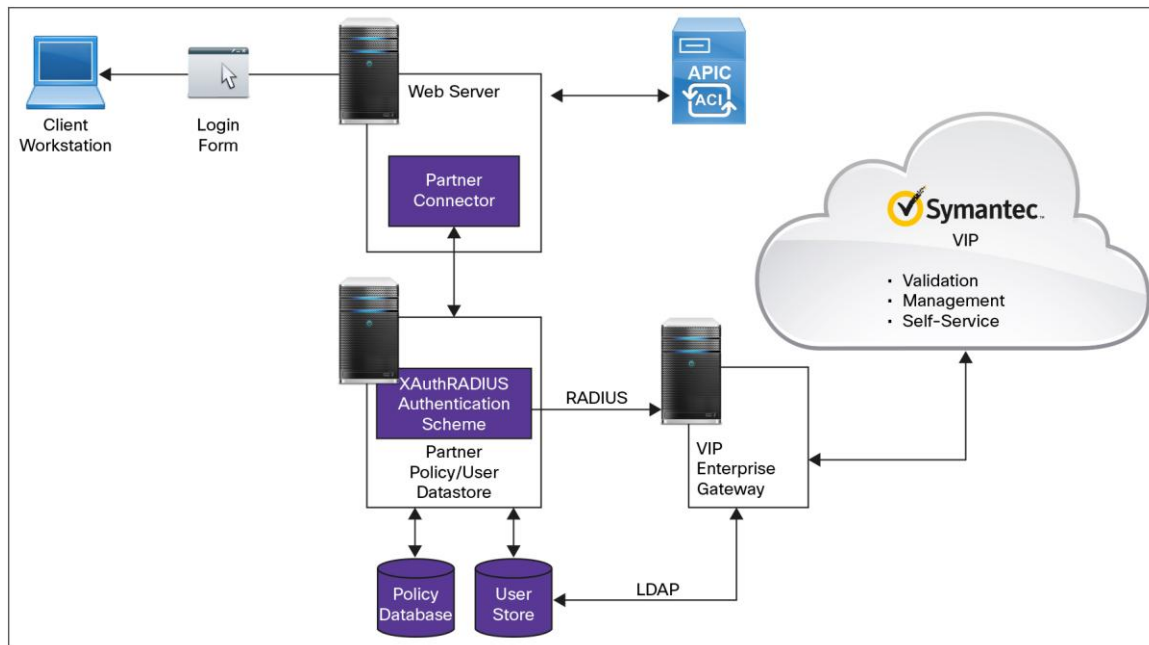 Client
Workstation
Login
Form
Web Server
APIC
ACI
Partner
Connector
Symantec™
VIP
· Validation
· Management
· Self-Service
XAuthRADIUS
Authentication
Scheme
RADIUS
Partner
Policy/User
Datastore
VIP
Enterprise
Gateway
Policy
Database
User
Store
LDAP